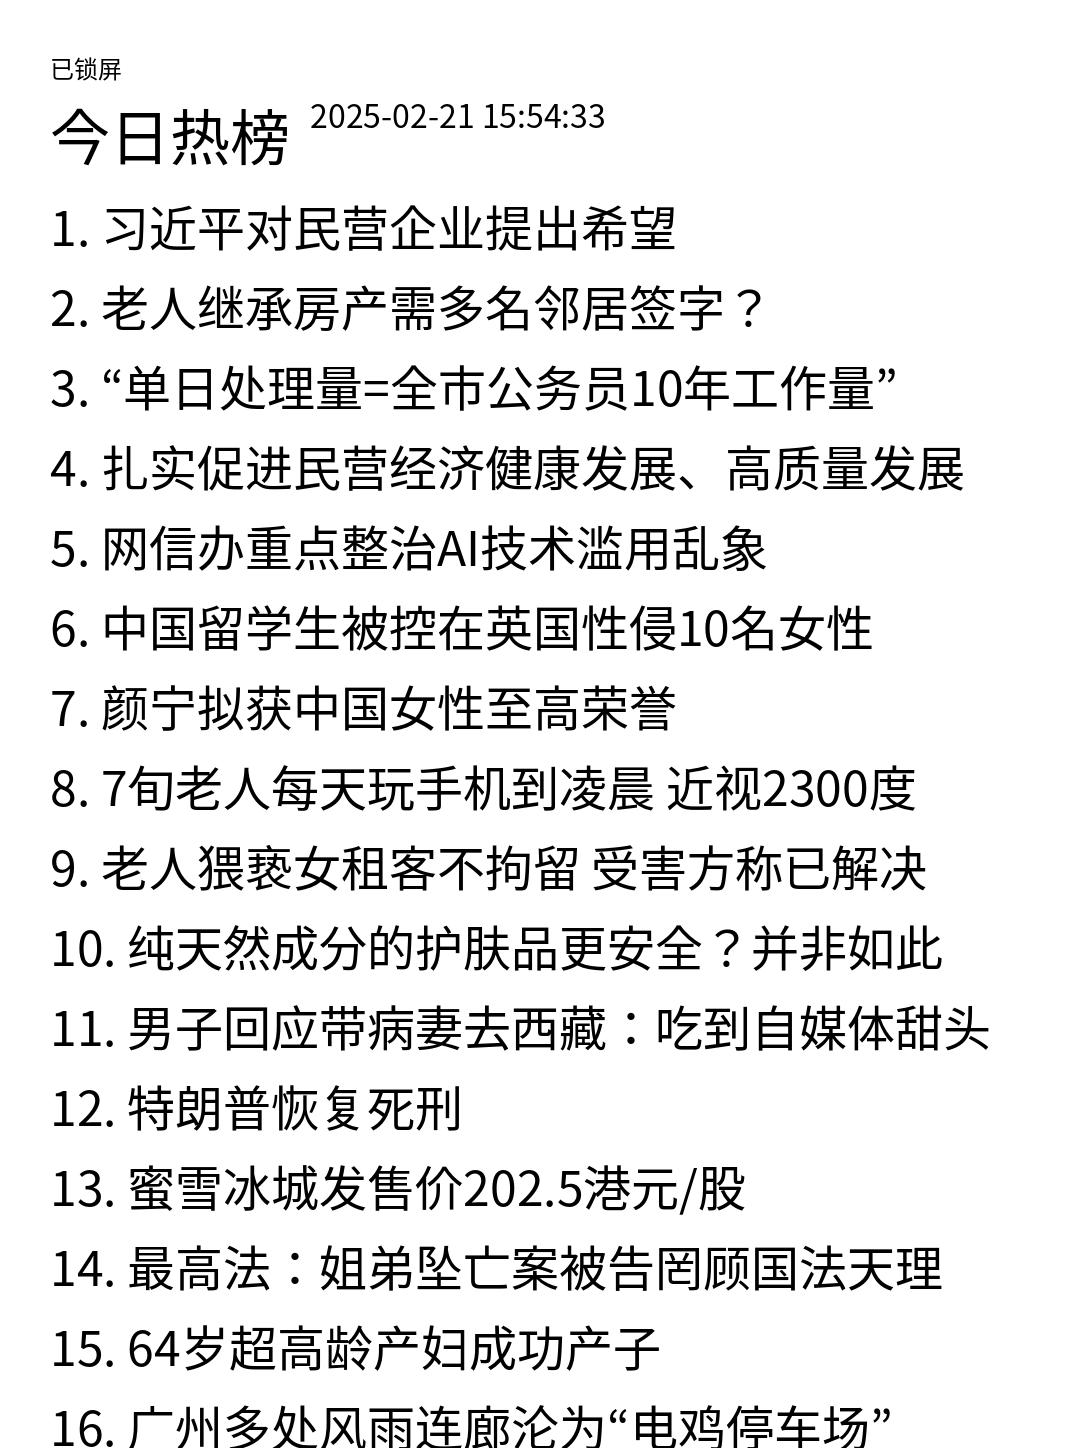 已锁屏
今日热榜 2025-02-21 15:54:33
1. 习近平对民营企业提出希望
2. 老人继承房产需多名邻居签字？
3. “单日处理量=全市公务员10年工作量”
4. 扎实促进民营经济健康发展、高质量发展
5. 网信办重点整治AI技术滥用乱象
6. 中国留学生被控在英国性侵10名女性
7. 颜宁拟获中国女性至高荣誉
8. 7旬老人每天玩手机到凌晨 近视2300度
9. 老人猥亵女租客不拘留 受害方称已解决
10. 纯天然成分的护肤品更安全？并非如此
11. 男子回应带病妻去西藏：吃到自媒体甜头
12. 特朗普恢复死刑
13. 蜜雪冰城发售价202.5港元/股
14. 最高法：姐弟坠亡案被告罔顾国法天理
15. 64岁超高龄产妇成功产子
16. 广州多处风雨连廊沦为“电鸡停车场”